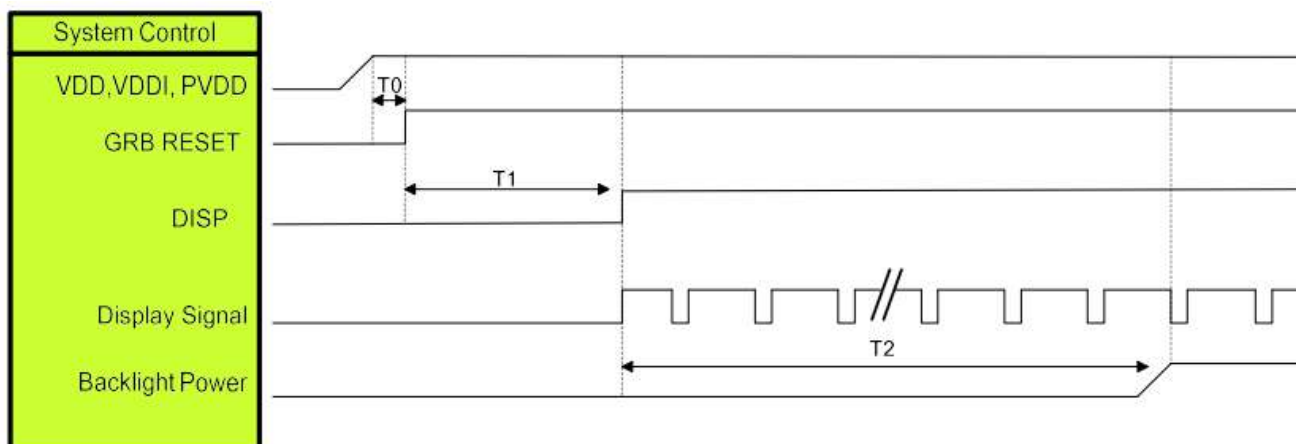 System Control
VDD,VDDI, PVDD
T0
GRB RESET
T1
DISP
Display Signal
T2
Backlight Power